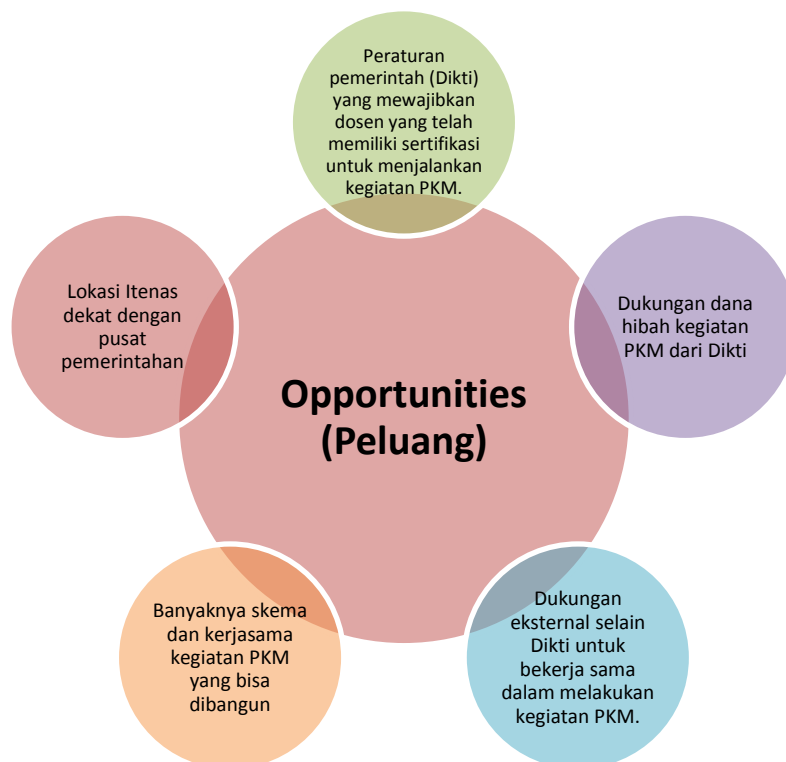 Peraturan
pemerintah (Dikti)
yang mewajibkan
dosen yang telah
memiliki sertifikasi
untuk menjalankan
kegiatan PKM.
Lokasi Itenas
dekat dengan
pusat
pemerintahan
Dukungan dana
hibah kegiatan
PKM dari Dikti
Opportunities
(Peluang)
Banyaknya skema
dan kerjasama
kegiatan PKM
yang bisa
dibangun
Dukungan
eksternal selain
Dikti untuk
bekerja sama
dalam melakukan
kegiatan PKM.